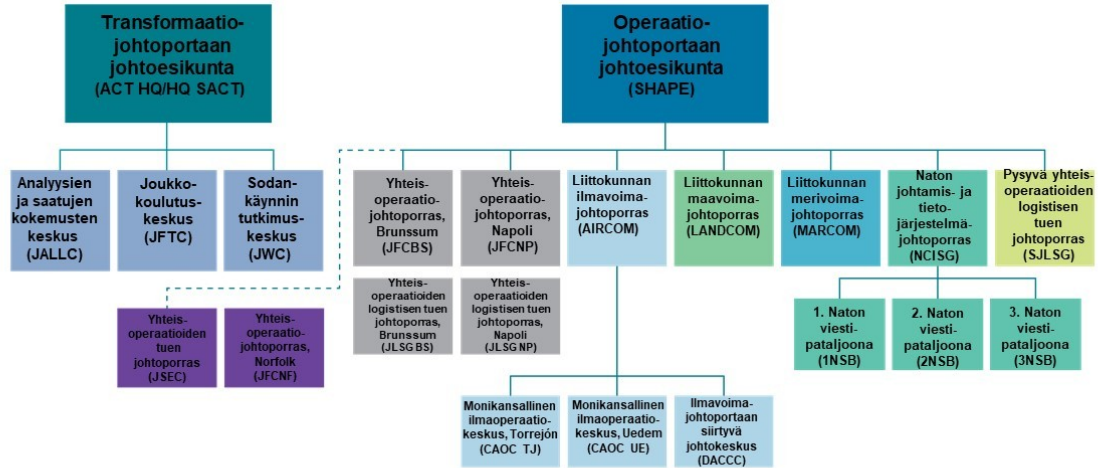 Transformaatio-
johtoportaan
johtoesikunta
(ACT HQ/HQ SACT)
Operaatio-
johtoportaan
johtoesikunta
(SHAPE)
Analyysien
ja saatujen
kokemusten
keskus
(JALLC)
Joukko-
koulutus-
keskus
(JFTC)
Sodan-
käynnin
tutkimus-
keskus
(JWC)
Yhteis-
operaatio-
johtoporras,
Brunssum
(JFCBS)
Yhteis-
operaatio-
johtoporras,
Napoli
(JFCNP)
Liittokunnan
ilmavoima-
johtoporras
(AIRCOM)
Liittokunnan
maavoima-
johtoporras
(LANDCOM)
Liittokunnan
merivoima-
johtoporras
(MARCOM)
Naton
johtamis- ja
tieto-
järjestelmä-
johtoporras
(NCISG)
Pysyvä yhteis-
operaatioiden
logistisen
tuen
johtoporras
(SJLSG)
Yhteis-
operaatioiden
tuen
johtoporras
(JSEC)
Yhteis-
operaatio-
johtoporras,
Norfolk
(JFCNF)
Yhteis-
operaatioiden
logistisen tuen
johtoporras,
Brunssum
(JLSG BS)
Yhteis-
operaatioiden
logistisen tuen
johtoporras,
Napoli
(JLSG NP)
1. Naton
viesti-
pataljoona
(1NSB)
2. Naton
viesti-
pataljoona
(2NSB)
3. Naton
viesti-
pataljoona
(3NSB)
Monikansallinen
ilmaoperaatio-
keskus, Torrejón
(CAOC TJ)
Monikansallinen
ilmaoperaatio-
keskus, Uedem
(CAOC UE)
Ilmavoima-
johtoportaan
siirtyvä
johtokeskus
(DACCC)